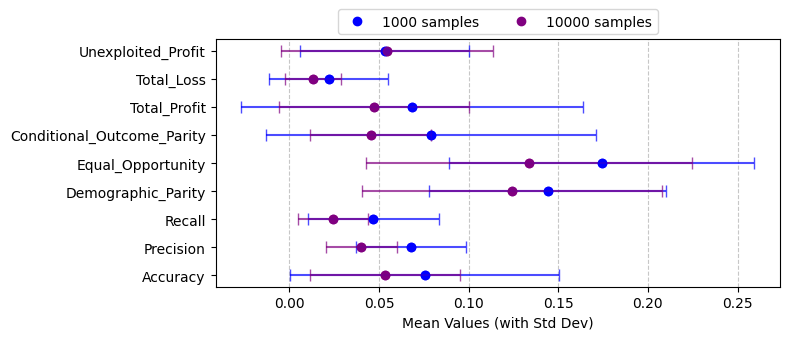 1000 samples 10000 samples
Unexploited_Profit
Total_Loss
Total_Profit
Conditional_Outcome_Parity
Equal_Opportunity
Demographic_Parity
Recall
Precision
Accuracy
0.00 0.05 0.10 0.15 0.20 0.25
Mean Values (with Std Dev)